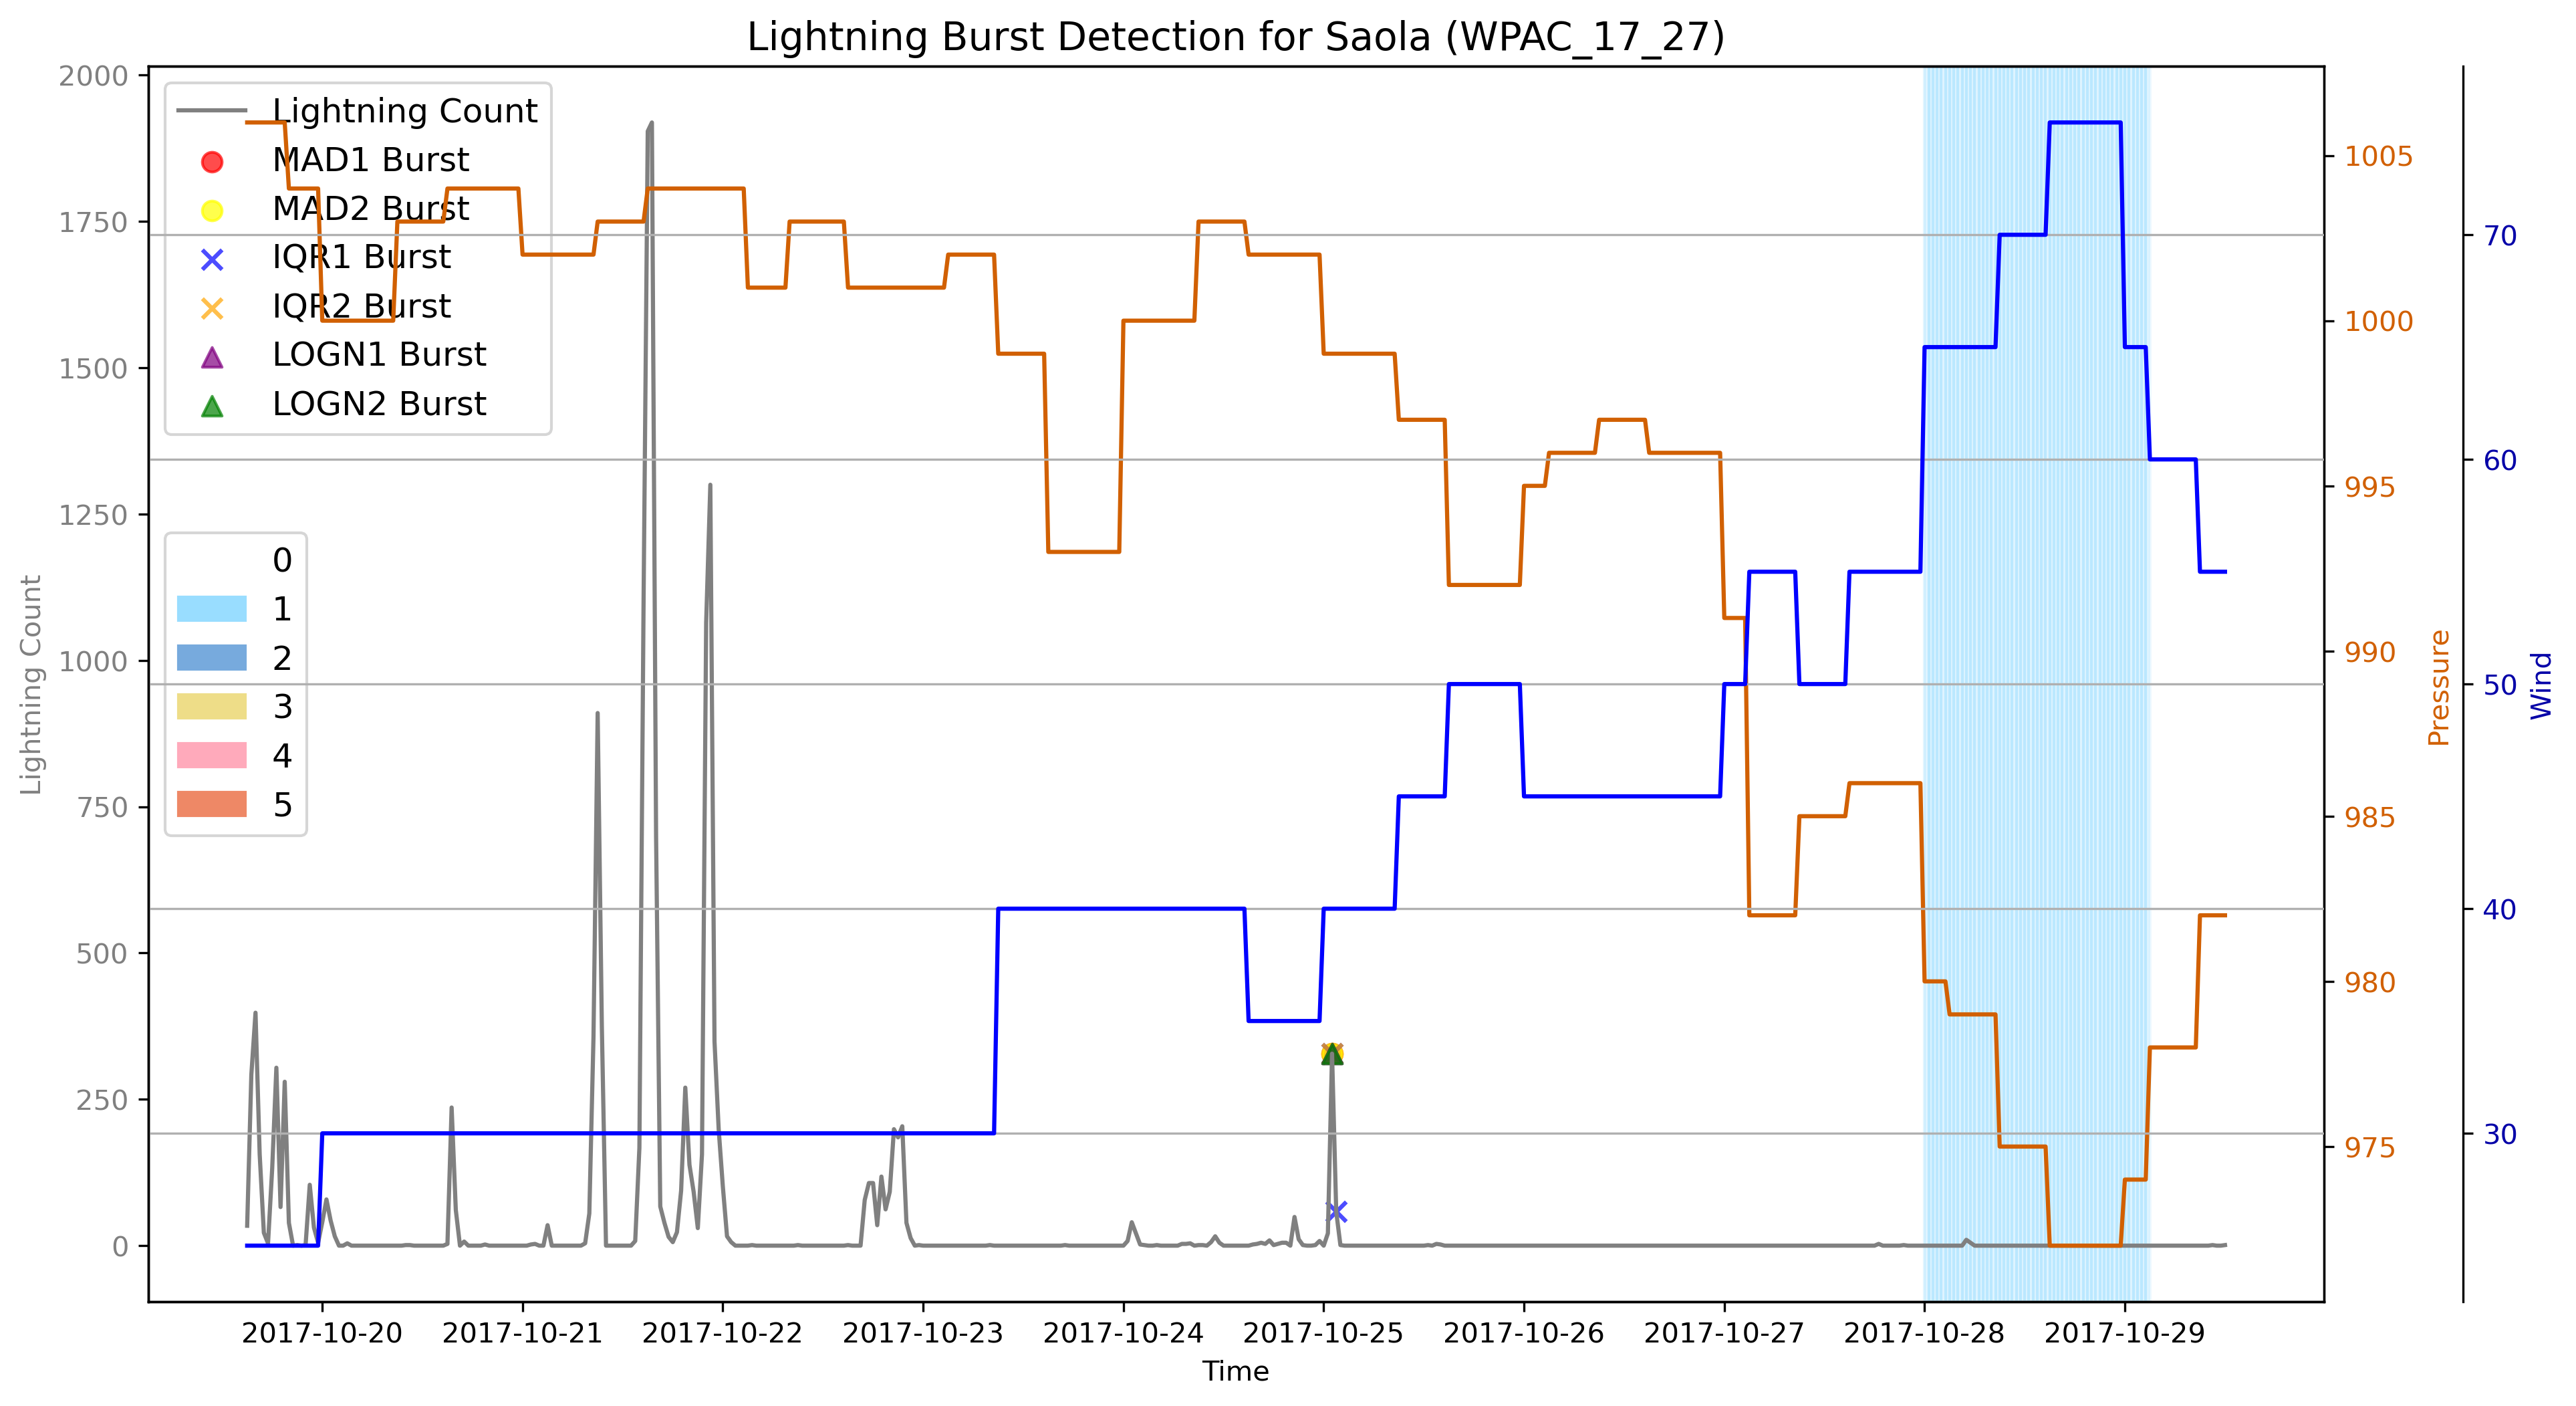 Lightning Burst Detection for Saola (WPAC_17_27)
Lightning Count
MAD1 Burst
MAD2 Burst
IQR1 Burst
IQR2 Burst
LOGN1 Burst
LOGN2 Burst
0
1
2
3
4
5
Lightning Count
2000
1750
1500
1250
1000
750
500
250
0
1005
1000
995
990
985
980
975
Pressure
70
60
50
40
30
Wind
2017-10-20 2017-10-21 2017-10-22 2017-10-23 2017-10-24 2017-10-25 2017-10-26 2017-10-27 2017-10-28 2017-10-29
Time